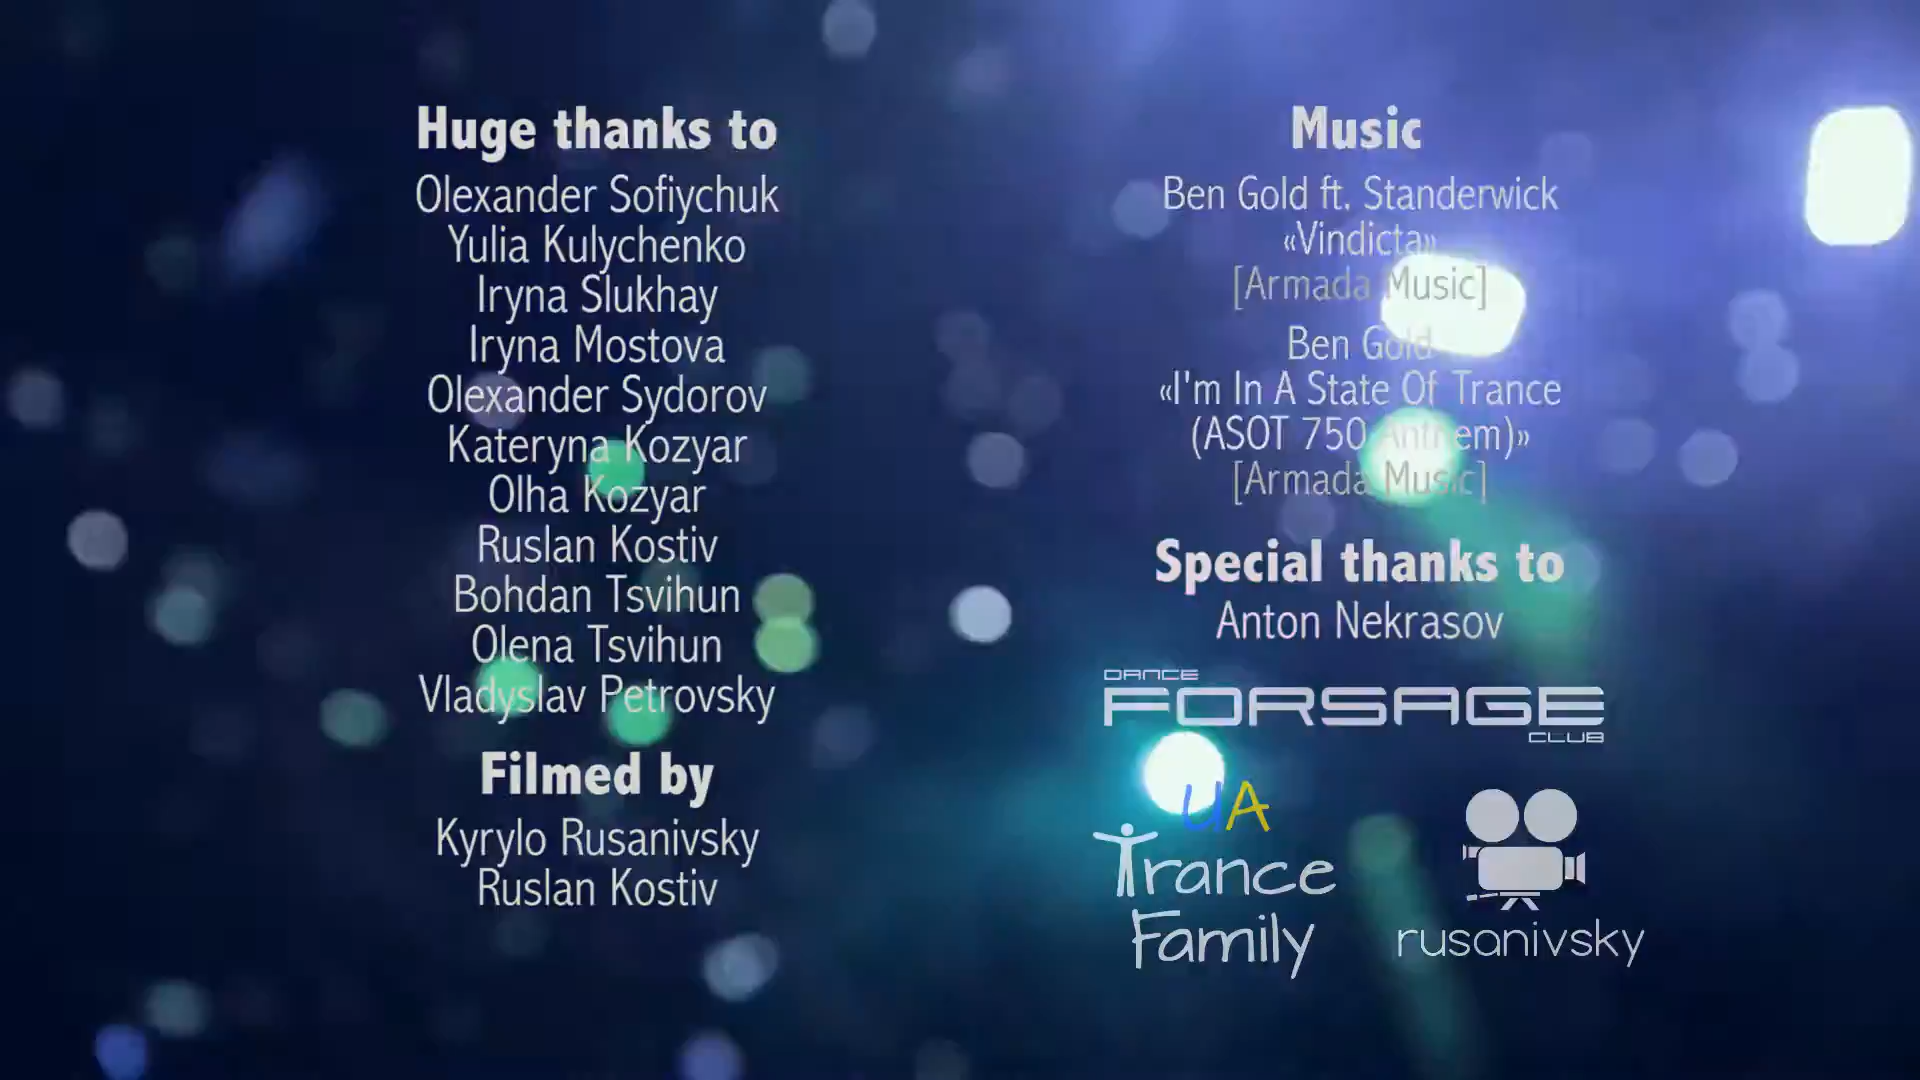 Huge thanks to
Olexander Sofiychuk
Yulia Kulychenko
Iryna Slukhay
Iryna Mostova
Olexander Sydorov
Kateryna Kozyar
Olha Kozyar
Ruslan Kostiv
Bohdan Tsvihun
Olena Tsvihun
Vladyslav Petrovsky
Filmed by
Kyrylo Rusanivsky
Ruslan Kostiv
Music
Ben Gold ft. Standerwick
«Vindicta»
[Armada Music]
Ben Gold
«I'm In A State Of Trance
(ASOT 750 Anthem)»
[Armada Music]
Special thanks to
Anton Nekrasov
DANCE
FORSAGE
CLUB
UA
Trance
Family
rusanivsky